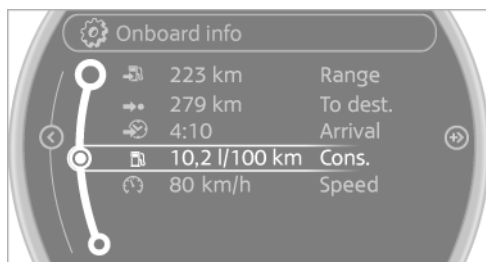 Onboard info
223 km Range
279 km To dest.
4:10 Arrival
10,2 l/100 km Cons.
80 km/h Speed